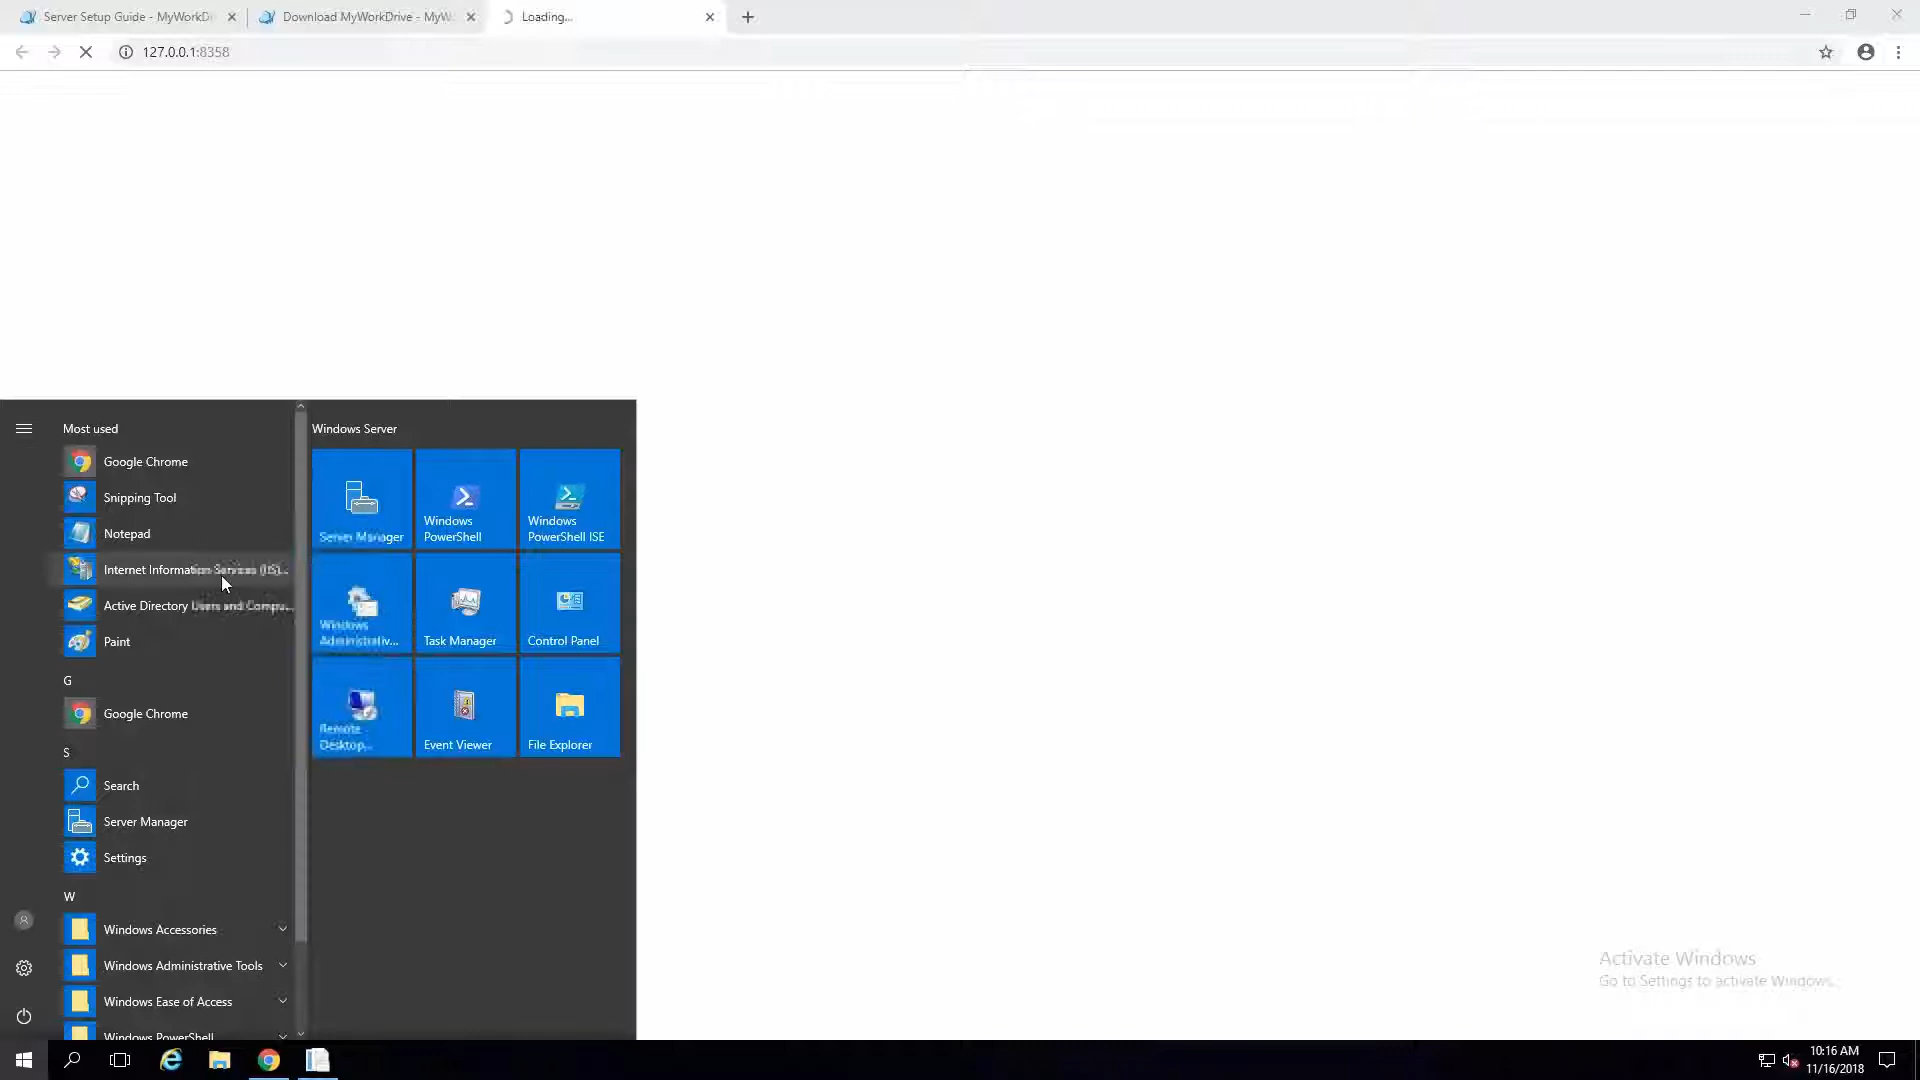 Server Setup Guide - MyWorkDr
Download MyWorkDrive - MyW
Loading...
127.0.0.1:8358
Most used
Windows Server
Google Chrome
Snipping Tool
Notepad
Internet Information Services (IIS)...
Active Directory Users and Compu...
Paint
G
Google Chrome
S
Search
Server Manager
Settings
W
Windows Accessories
Windows Administrative Tools
Windows Ease of Access
Windows PowerShell
Server Manager
Windows
PowerShell
Windows
PowerShell ISE
Windows
Administrativ...
Task Manager
Control Panel
Remote
Desktop...
Event Viewer
File Explorer
Activate Windows
Go to Settings to activate Windows.
10:16 AM
11/16/2018